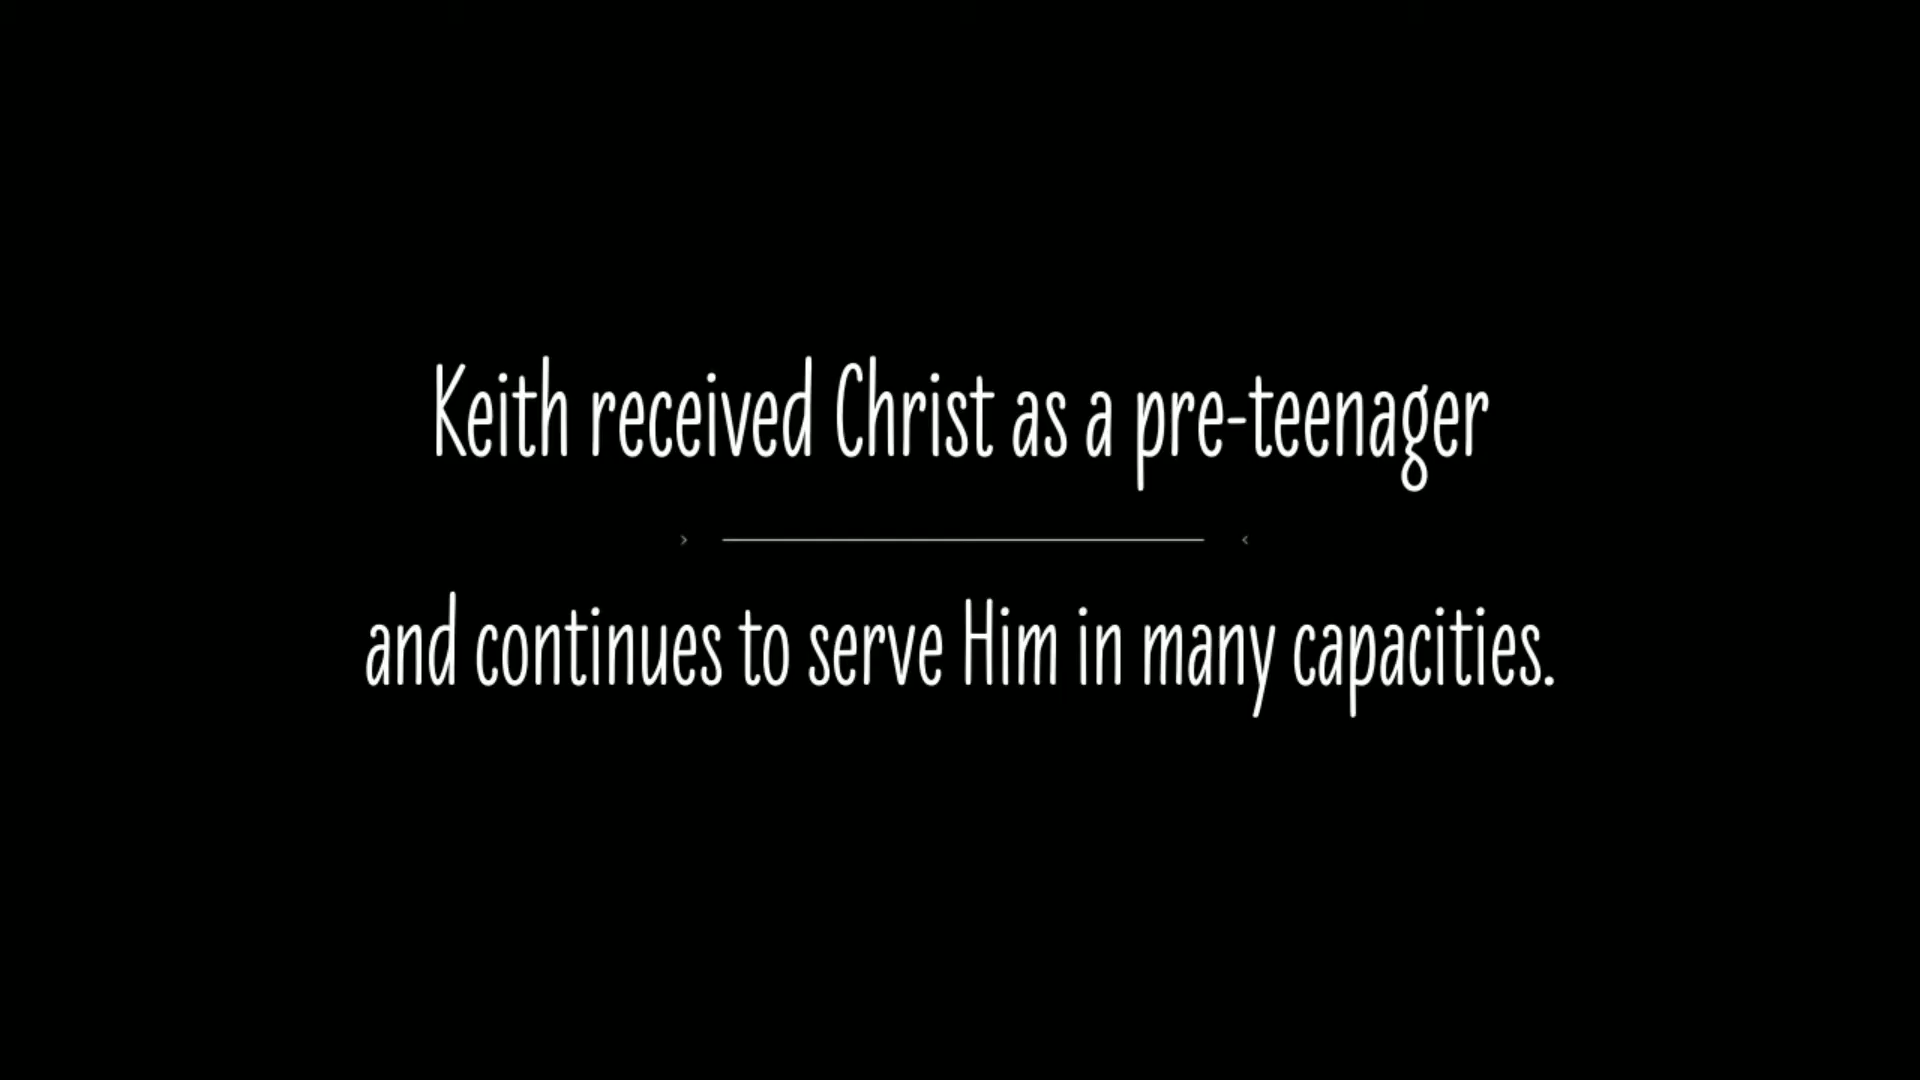 Keith received Christ as a pre-teenager
and continues to serve Him in many capacities.